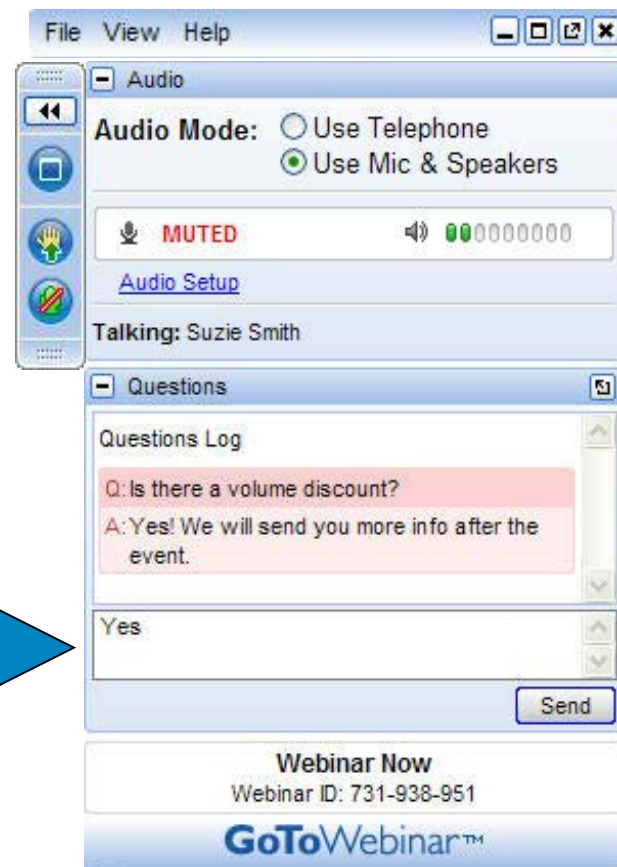 File View Help
Audio
Audio Mode: Use Telephone
Use Mic & Speakers
MUTED
Audio Setup
Talking: Suzie Smith
Questions
Questions Log
Q: Is there a volume discount?
A: Yes! We will send you more info after the
event.
Yes
Send
Webinar Now
Webinar ID: 731-938-951
GoToWebinar™